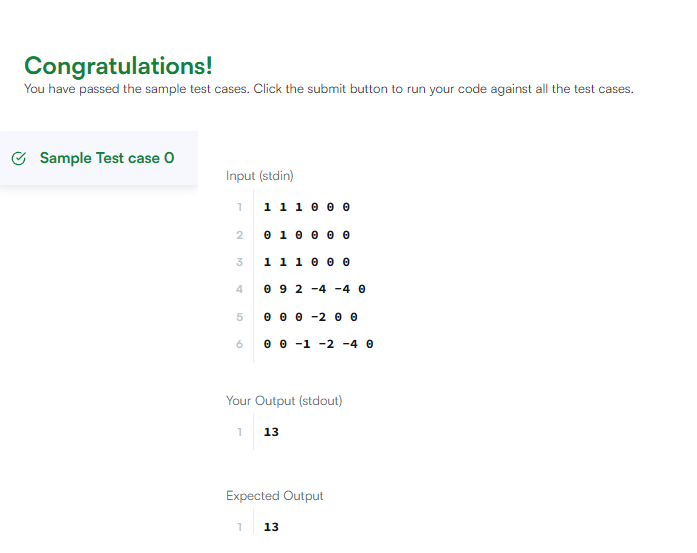 Congratulations!
You have passed the sample test cases. Click the submit button to run your code against all the test cases.
Sample Test case 0
Input (stdin)
1 1 1 1 0 0 0
2 0 1 0 0 0 0
3 1 1 1 0 0 0
4 0 9 2 -4 -4 0
5 0 0 0 -2 0 0
6 0 0 -1 -2 -4 0
Your Output (stdout)
1 13
Expected Output
1 13